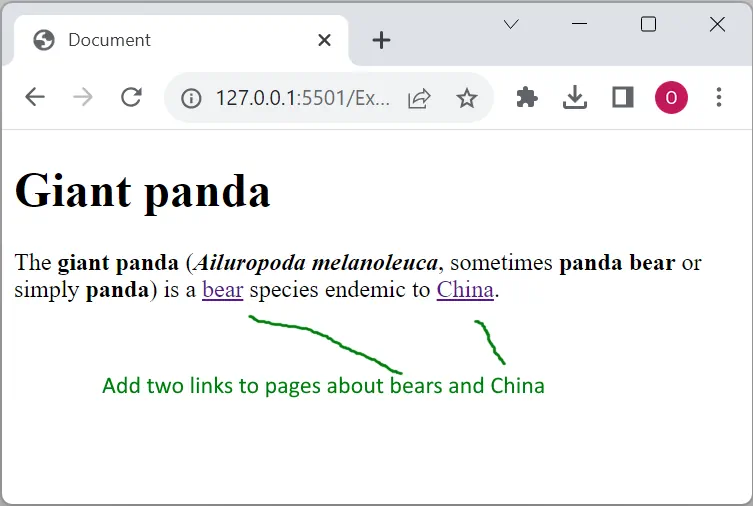 Document
127.0.0.1:5501/Ex...
O
Giant panda
The giant panda (Ailuropoda melanoleuca, sometimes panda bear or
simply panda) is a bear species endemic to China.
Add two links to pages about bears and China